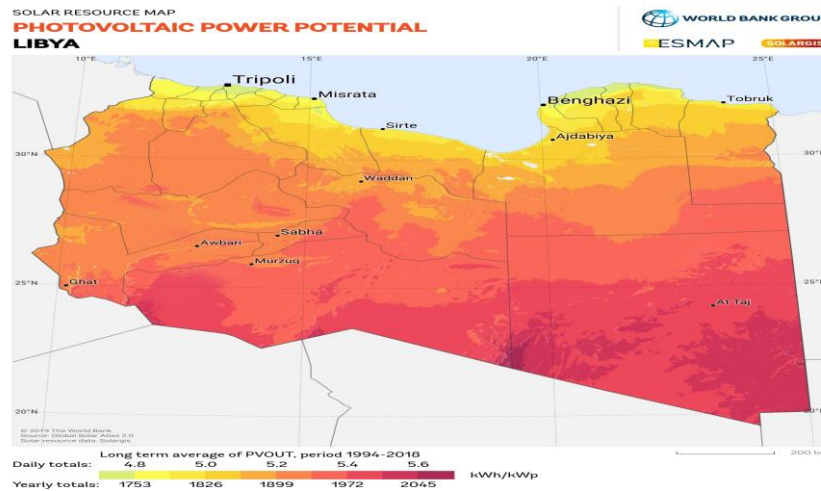 SOLAR RESOURCE MAP
PHOTOVOLTAIC POWER POTENTIAL
LIBYA
WORLD BANK GROU
ESMAP
SOLARGIS
10°E
15°E
20°E
25°E
Tripoli
Misrata
Benghazi
Tobruk
Sirte
Ajdabiya
30°N
30°
Waddan
Sabha
Awbari
Murzuq
Ghat
25°N
25°
At Taj
20°N
20°
© 2019 The World Bank
Source: Global Solar Atlas 2.0
Solar resource data: Solargis
200 k
Long term average of PVOUT, period 1994-2018
Daily totals: 4.8 5.0 5.2 5.4 5.6
kWh/kWp
Yearly totals: 1753 1826 1899 1972 2045